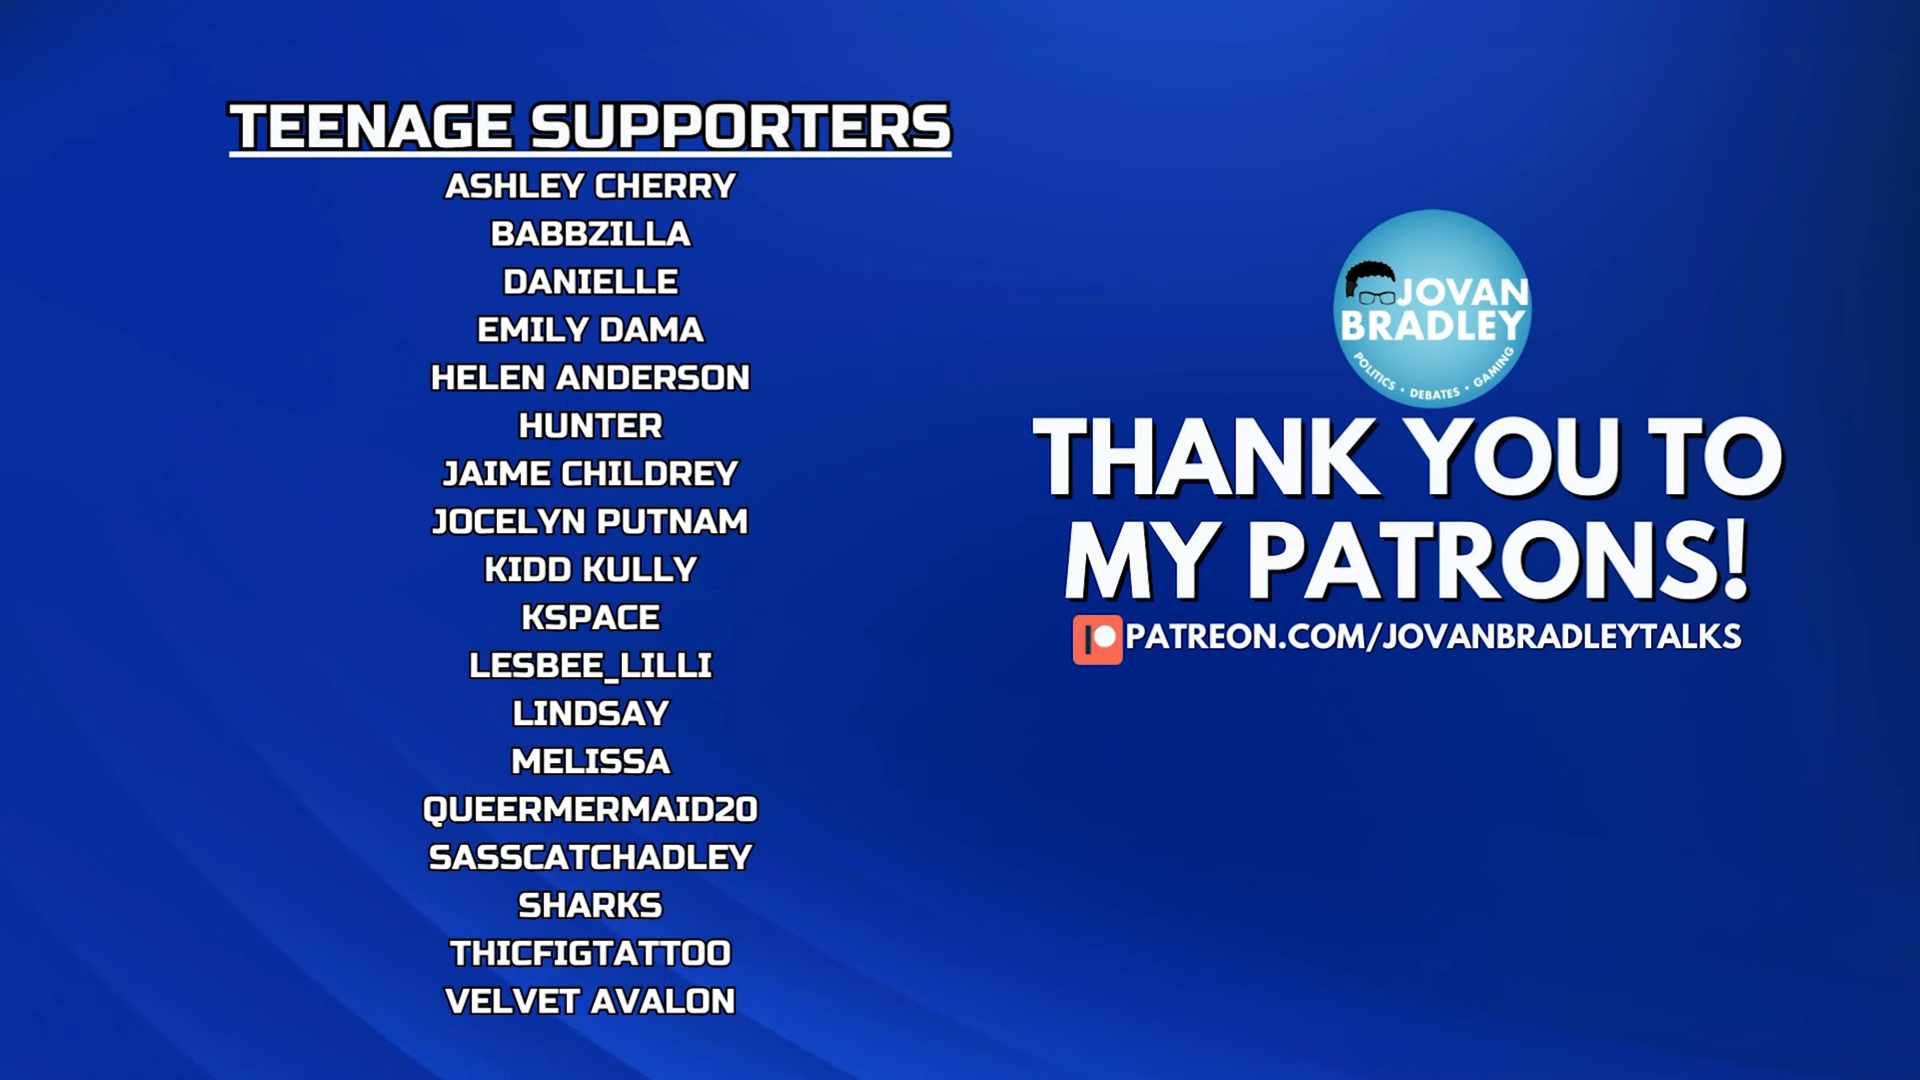 TEENAGE SUPPORTERS
ASHLEY CHERRY
BABBZILLA
DANIELLE
EMILY DAMA
HELEN ANDERSON
HUNTER
JAIME CHILDREY
JOCELYN PUTNAM
KIDD KULLY
KSPACE
LESBEE_LILLI
LINDSAY
MELISSA
QUEERMERMAID20
SASSCATCHADLEY
SHARKS
THICFIGTATTOO
VELVET AVALON
JOVAN
BRADLEY
POLITICS • DEBATES • GAMING
THANK YOU TO
MY PATRONS!
PATREON.COM/JOVANBRADLEYTALKS